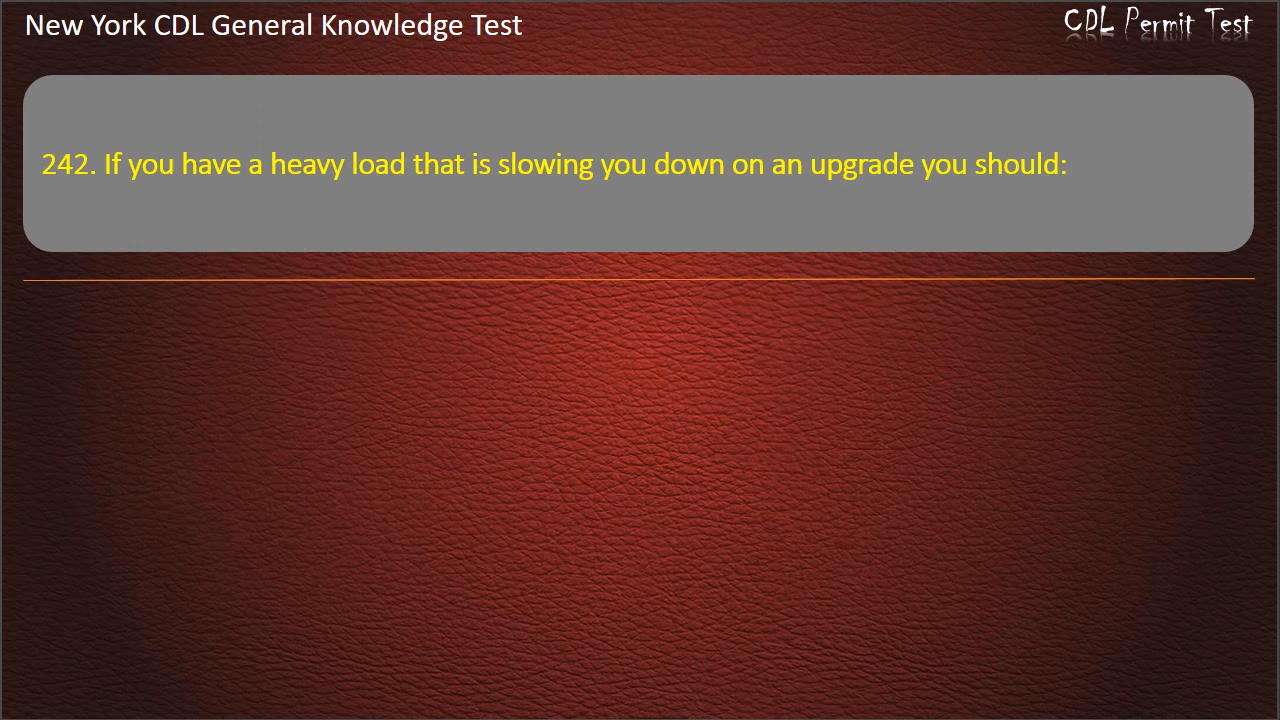 New York CDL General Knowledge Test
CDL Permit Test
242. If you have a heavy load that is slowing you down on an upgrade you should: